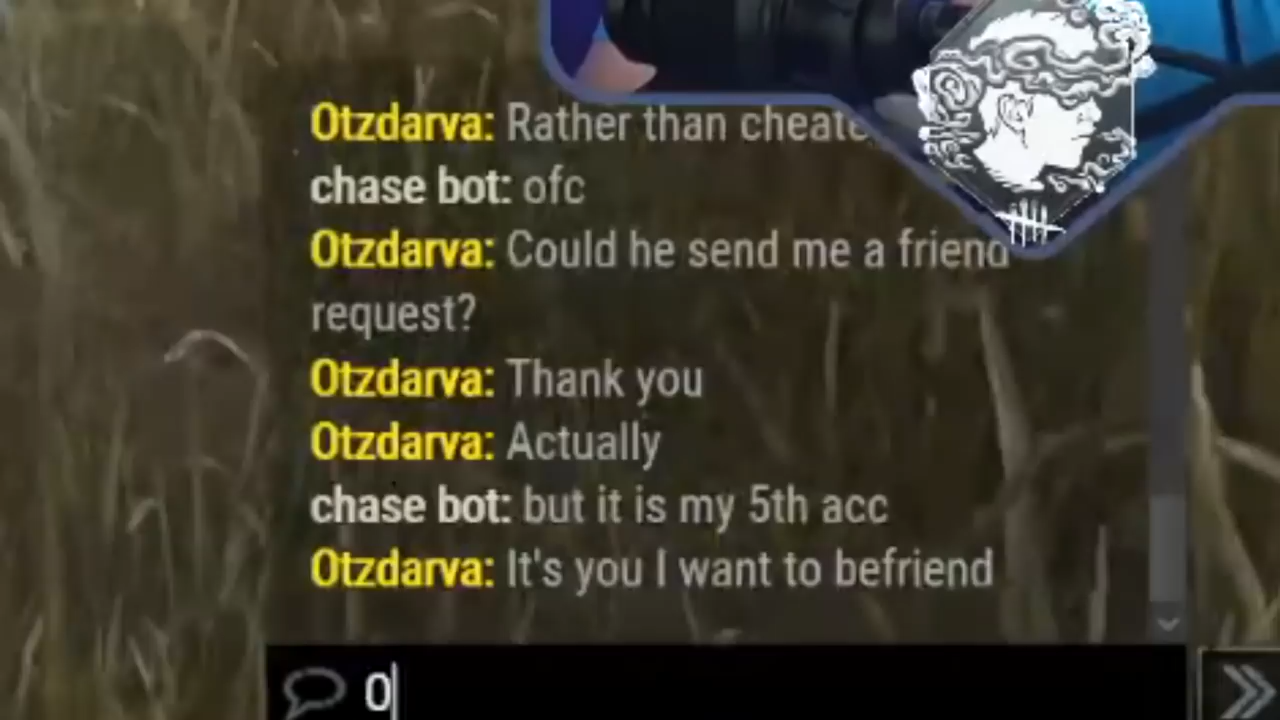 Otzdarva: Rather than cheate
chase bot: ofc
Otzdarva: Could he send me a friend
request?
Otzdarva: Thank you
Otzdarva: Actually
chase bot: but it is my 5th acc
Otzdarva: It's you I want to befriend
O